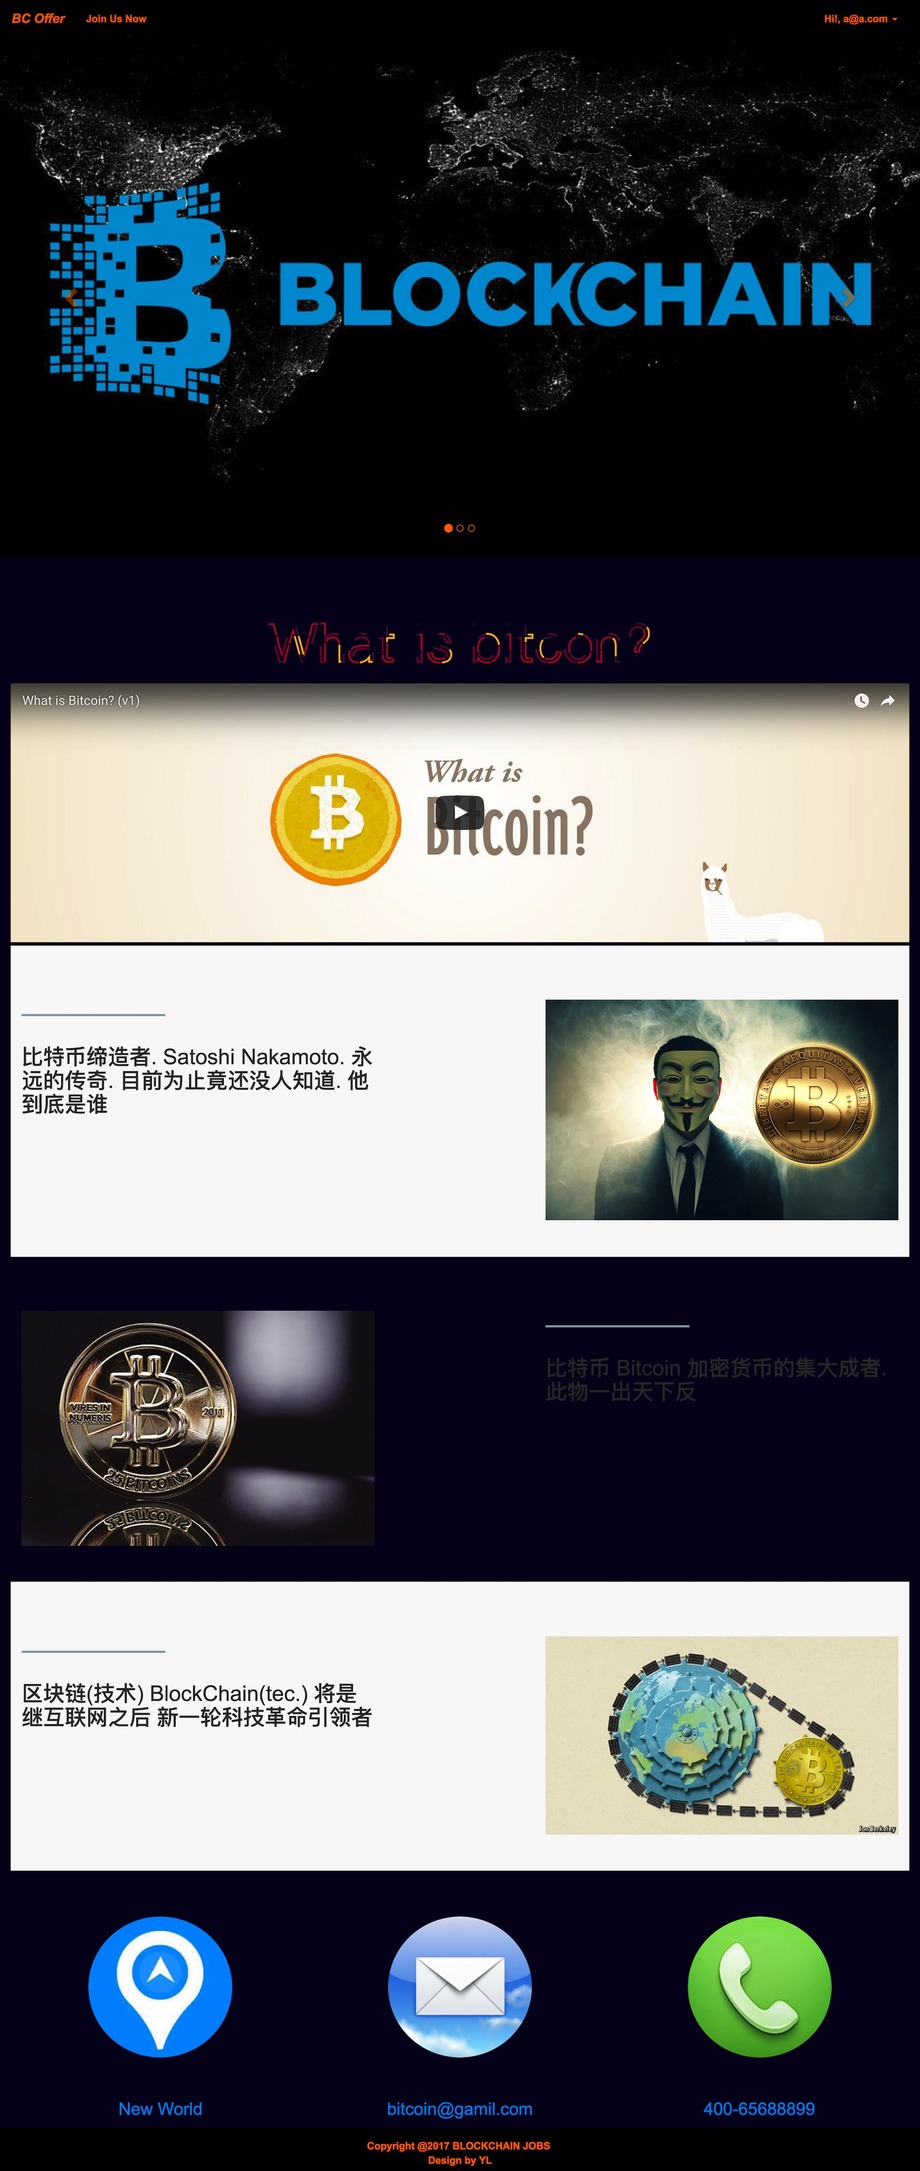 BC Offer
Join Us Now
Hi!, a@a.com
BLOCKCHAIN
What is bitcon?
What is Bitcoin? (v1)
What is
Bitcoin?
比特币缔造者. Satoshi Nakamoto. 永
远的传奇. 目前为止竟还没人知道. 他
到底是谁
LIBERTAS AEQUITAS VERITAS
VIRES IN
NUMERIS
2011
25 BITCOINS
比特币 Bitcoin 加密货币的集大成者.
此物一出天下反
区块链(技术) BlockChain(tec.) 将是
继互联网之后 新一轮科技革命引领者
IN BLOCKCHAIN WE TRUST
Jon Berkeley
New World
bitcoin@gamil.com
400-65688899
Copyright @2017 BLOCKCHAIN JOBS
Design by YL